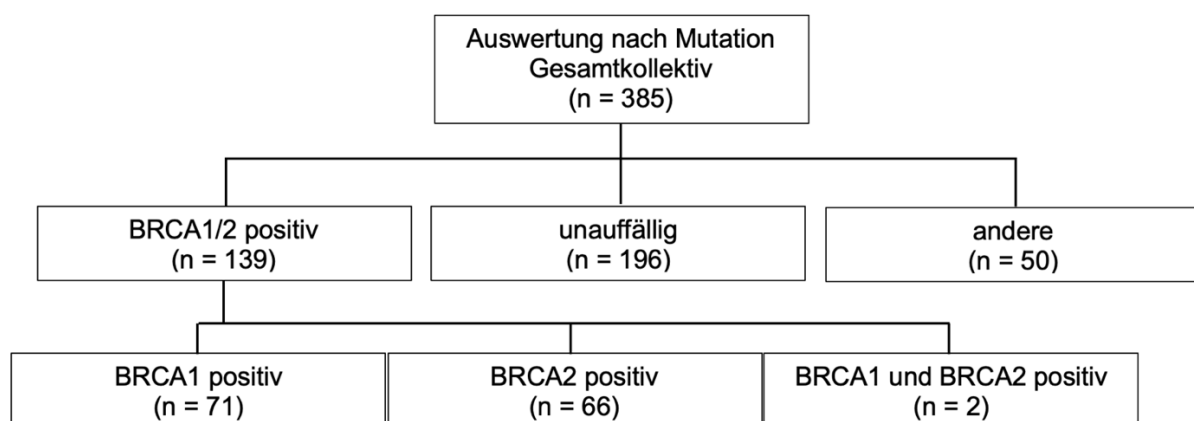 Auswertung nach Mutation
Gesamtkollektiv
(n = 385)
BRCA1/2 positiv
(n = 139)
unauffällig
(n = 196)
andere
(n = 50)
BRCA1 positiv
(n = 71)
BRCA2 positiv
(n = 66)
BRCA1 und BRCA2 positiv
(n = 2)